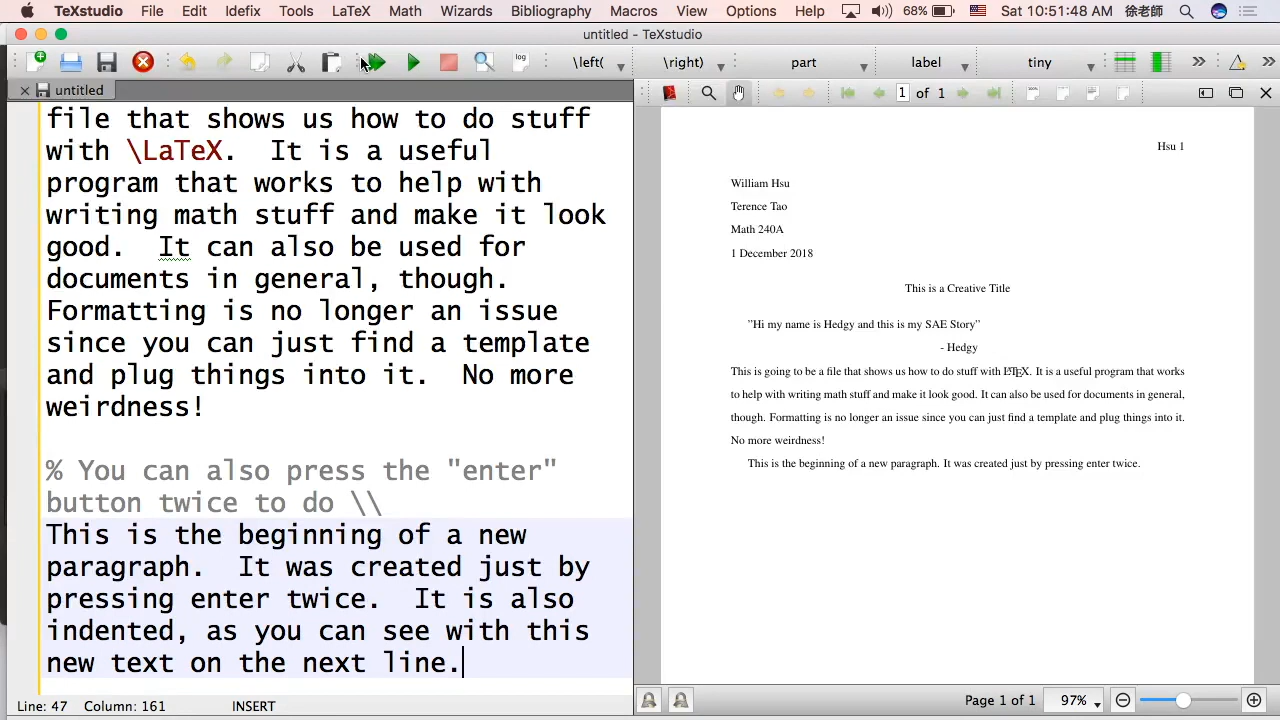 TeXstudio File Edit Idefix Tools LaTeX Math Wizards Bibliography Macros View Options Help 68% Sat 10:51:48 AM 徐老師
untitled - TeXstudio
log \left( \right) part label tiny
untitled
1 of 1
file that shows us how to do stuff
with \LaTeX.  It is a useful
program that works to help with
writing math stuff and make it look
good.  It can also be used for
documents in general, though.
Formatting is no longer an issue
since you can just find a template
and plug things into it.  No more
weirdness!
% You can also press the "enter"
button twice to do \\
This is the beginning of a new
paragraph.  It was created just by
pressing enter twice.  It is also
indented, as you can see with this
new text on the next line.
Line: 47 Column: 161 INSERT
Hsu 1
William Hsu
Terence Tao
Math 240A
1 December 2018
This is a Creative Title
"Hi my name is Hedgy and this is my SAE Story"
- Hedgy
This is going to be a file that shows us how to do stuff with LATEX. It is a useful program that works
to help with writing math stuff and make it look good. It can also be used for documents in general,
though. Formatting is no longer an issue since you can just find a template and plug things into it.
No more weirdness!
This is the beginning of a new paragraph. It was created just by pressing enter twice.
Page 1 of 1 97%